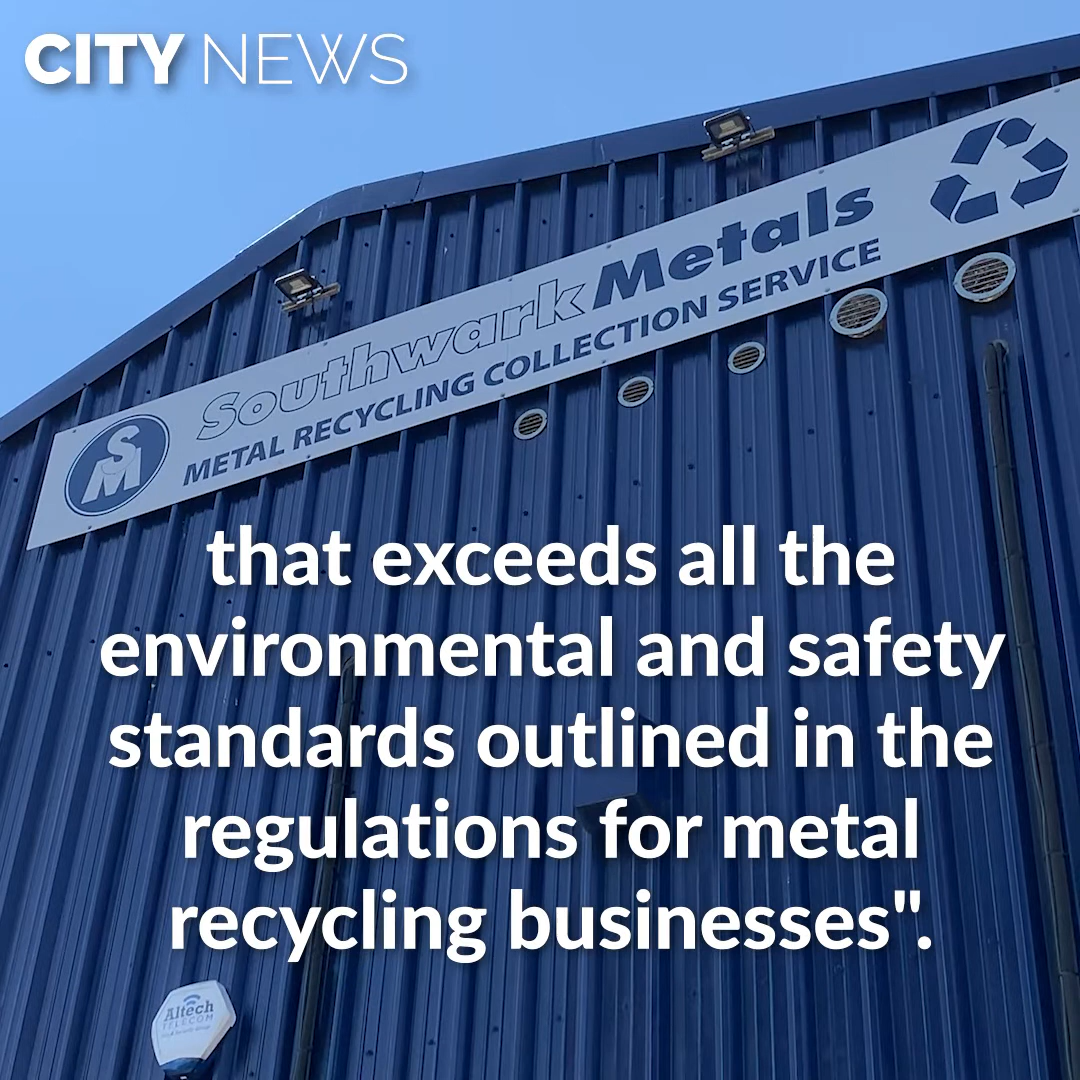 CITY NEWS
Southwark Metals
METAL RECYCLING COLLECTION SERVICE
SM
that exceeds all the
environmental and safety
standards outlined in the
regulations for metal
recycling businesses".
Altech
TELECOM